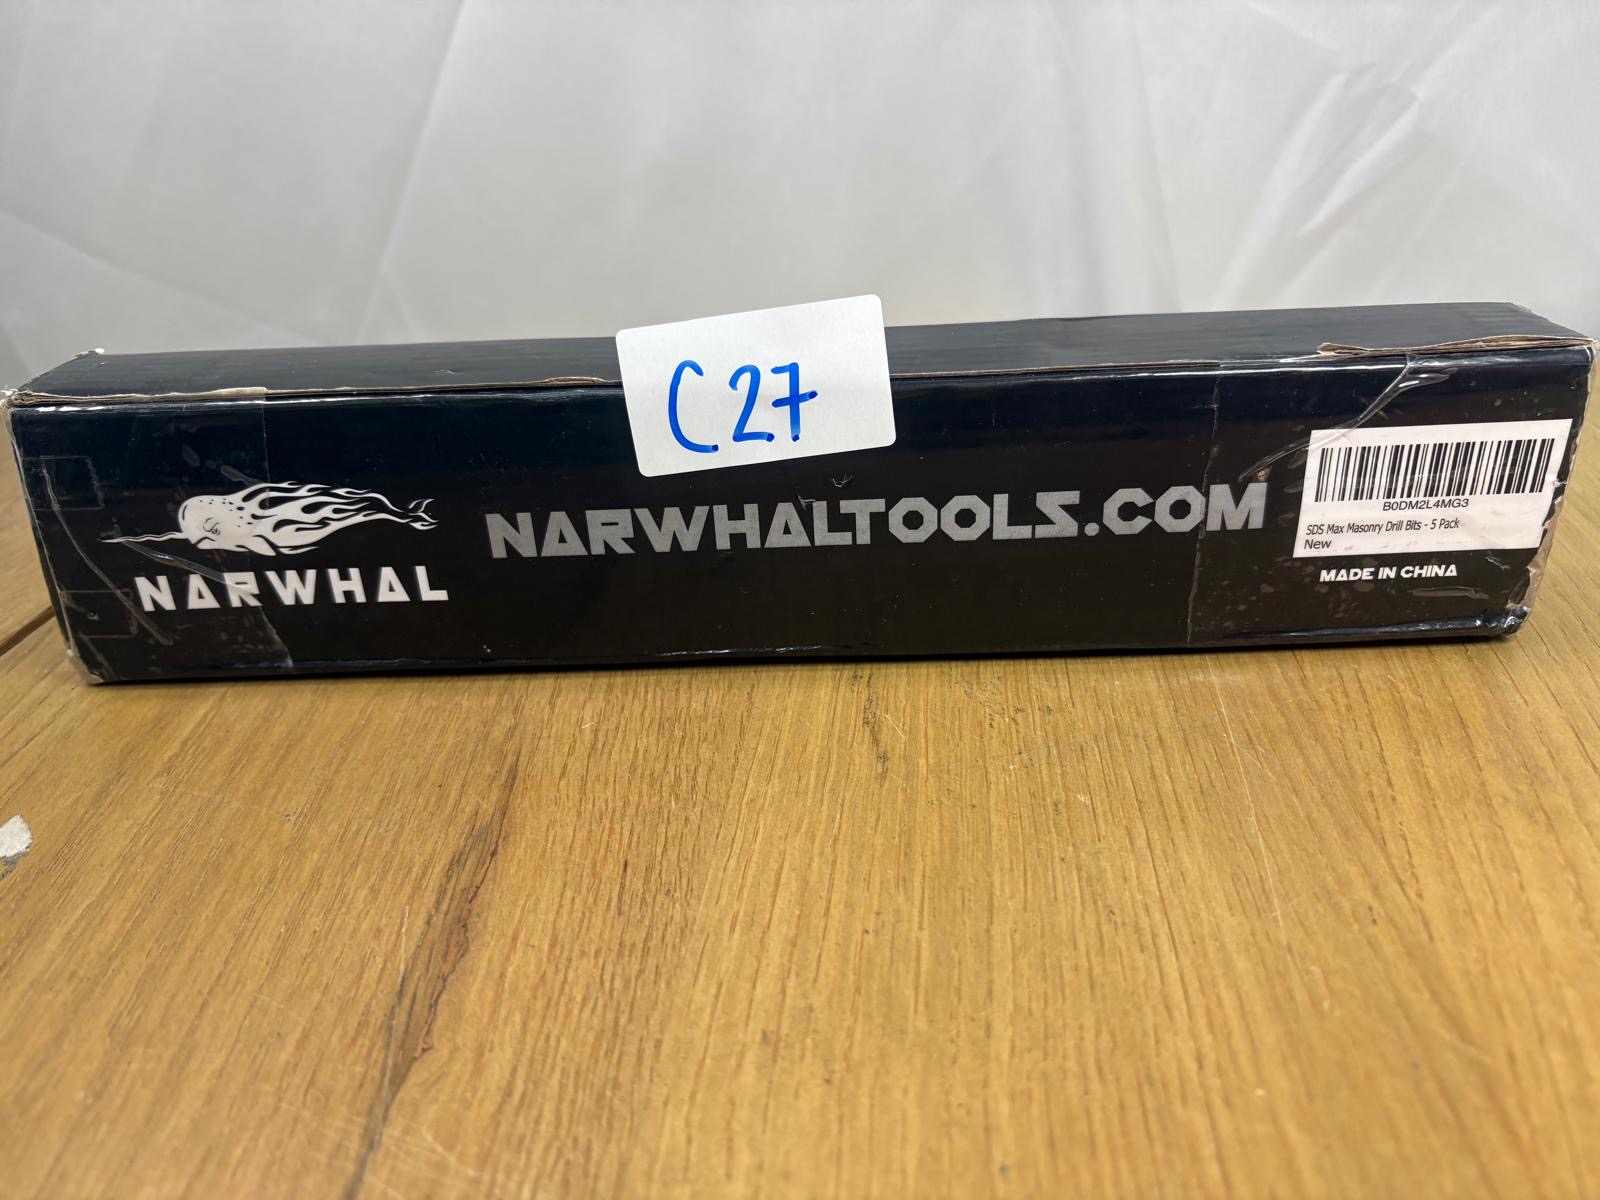 C27
NARWHAL
NARWHALTOOLS.COM
B0DM2L4MG3
SDS Max Masonry Drill Bits - 5 Pack
New
MADE IN CHINA